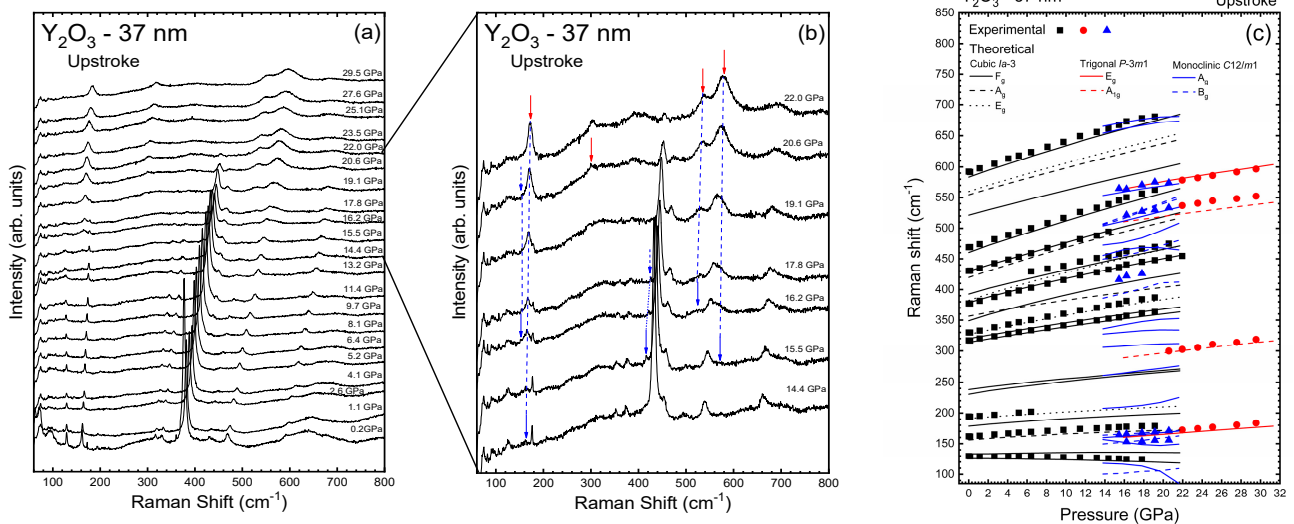 Y2O3 - 37 nm
Upstroke
(a)
29.5 GPa
27.6 GPa
25.1GPa
23.5 GPa
22.0 GPa
20.6 GPa
19.1 GPa
17.8 GPa
16.2 GPa
15.5 GPa
14.4 GPa
13.2 GPa
11.4 GPa
9.7 GPa
8.1 GPa
6.4 GPa
5.2 GPa
4.1 GPa
2.6 GPa
1.1 GPa
0.2GPa
Intensity (arb. units)
100 200 300 400 500 600 700 800
Raman Shift (cm-1)
Y2O3 - 37 nm
Upstroke
(b)
22.0 GPa
20.6 GPa
19.1 GPa
17.8 GPa
16.2 GPa
15.5 GPa
14.4 GPa
Intensity (arb. units)
100 200 300 400 500 600 700 800
Raman Shift (cm-1)
Upstroke
(c)
Experimental
Theoretical
Cubic Ia-3
Fg
Ag
Eg
Trigonal P-3m1
Eg
A1g
Monoclinic C12/m1
Ag
Bg
850
800
750
700
650
600
550
500
450
400
350
300
250
200
150
100
Raman shift (cm-1)
0 2 4 6 8 10 12 14 16 18 20 22 24 26 28 30 32
Pressure (GPa)